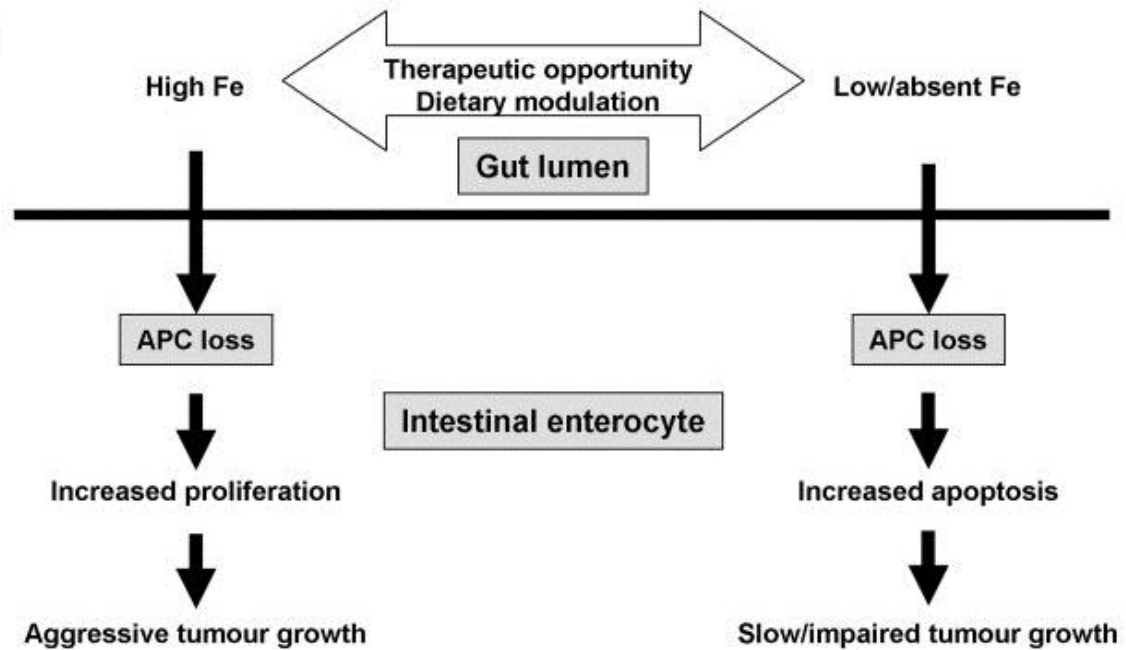 High Fe
Therapeutic opportunity
Dietary modulation
Low/absent Fe
Gut lumen
APC loss
APC loss
Intestinal enterocyte
Increased proliferation
Increased apoptosis
Aggressive tumour growth
Slow/impaired tumour growth